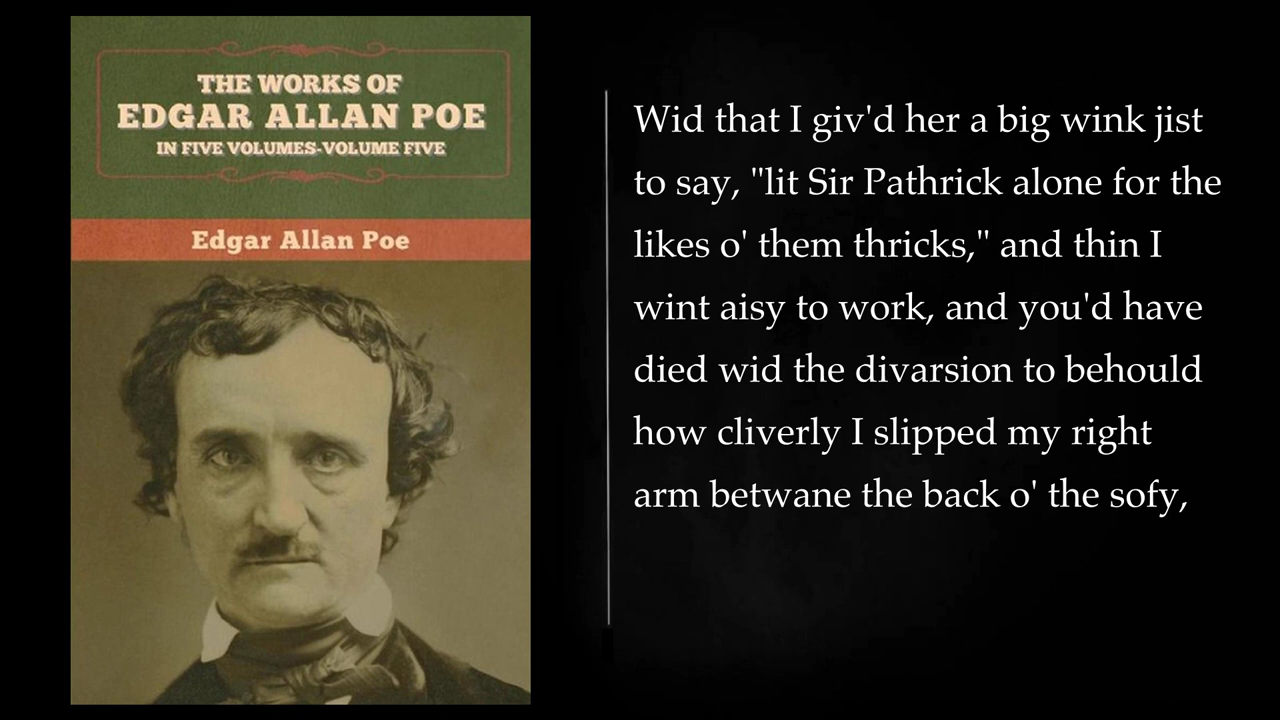 THE WORKS OF
EDGAR ALLAN POE
IN FIVE VOLUMES-VOLUME FIVE
Edgar Allan Poe
Wid that I giv'd her a big wink jist
to say, "lit Sir Pathrick alone for the
likes o' them thricks," and thin I
wint aisy to work, and you'd have
died wid the divarsion to behould
how cliverly I slipped my right
arm betwane the back o' the sofy,